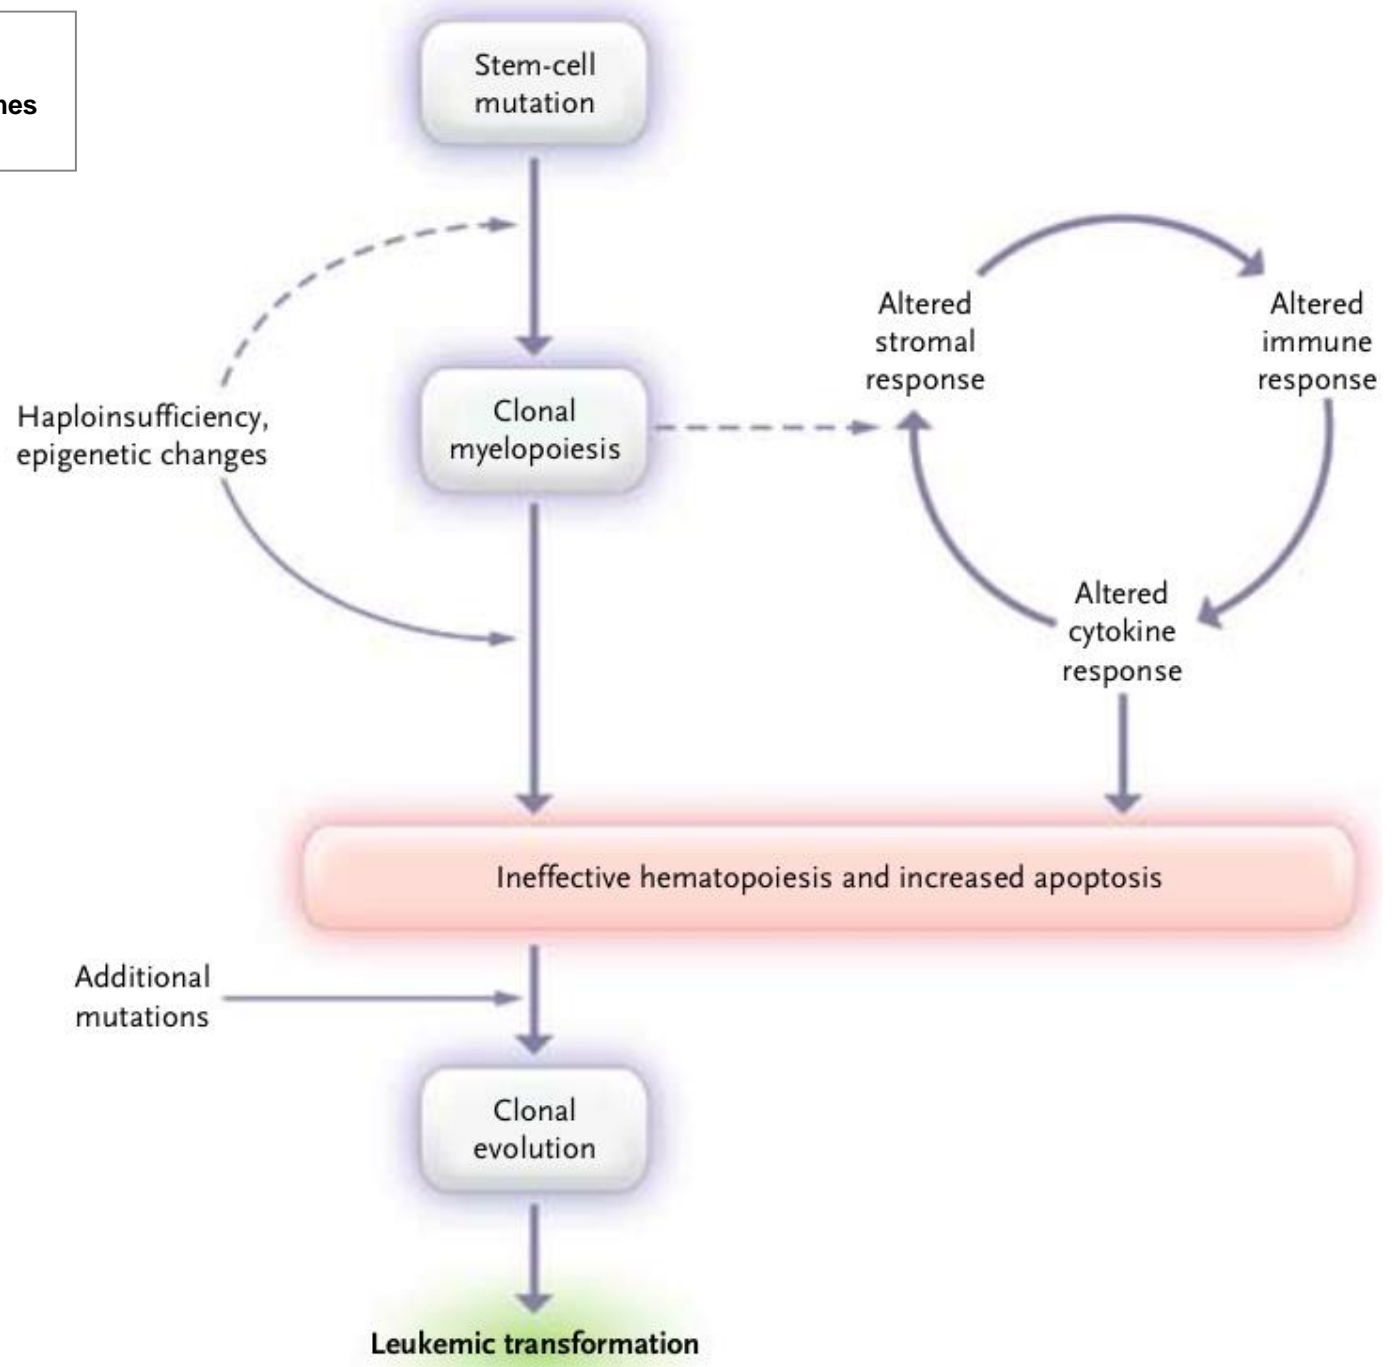 nes
Stem-cell
mutation
Altered
stromal
response
Altered
immune
response
Haploinsufficiency,
epigenetic changes
Clonal
myelopoiesis
Altered
cytokine
response
Ineffective hematopoiesis and increased apoptosis
Additional
mutations
Clonal
evolution
Leukemic transformation